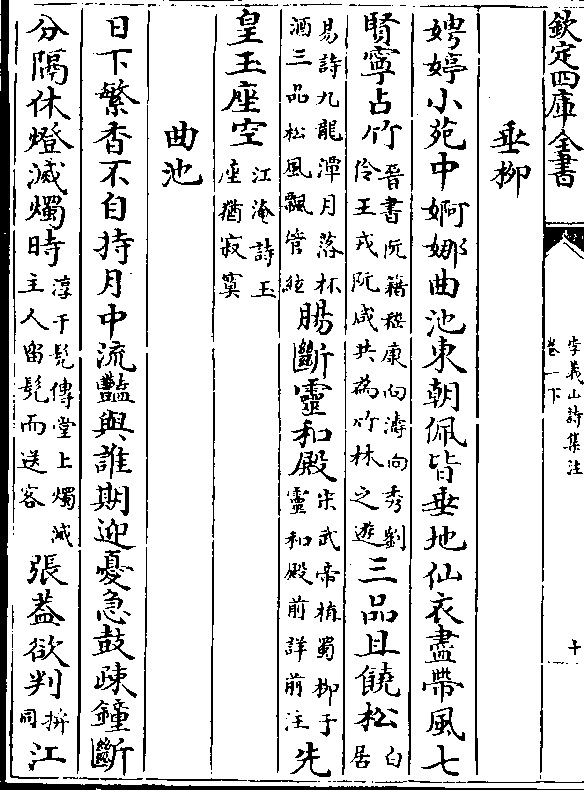 欽定四庫全書
李義山詩集注
卷一下
十
垂柳
娉婷小苑中婀娜曲池東朝佩皆垂地仙衣盡帶風七
賢寧占竹晉書阮籍嵇康向濤向秀劉伶王戎阮咸共為竹林之遊三品且饒松白居
易詩九龍潭月落杯酒三品松風飄管絃腸斷靈和殿宋武帝植蜀柳于靈和殿前詳前注先
皇玉座空江淹詩玉座猶寂寞
曲池
日下繁香不自持月中流豔與誰期迎憂急鼓疎鐘斷
分隔休燈滅燭時淳于髡傳堂上燭滅主人留髡而送客張蓋欲判拚同江